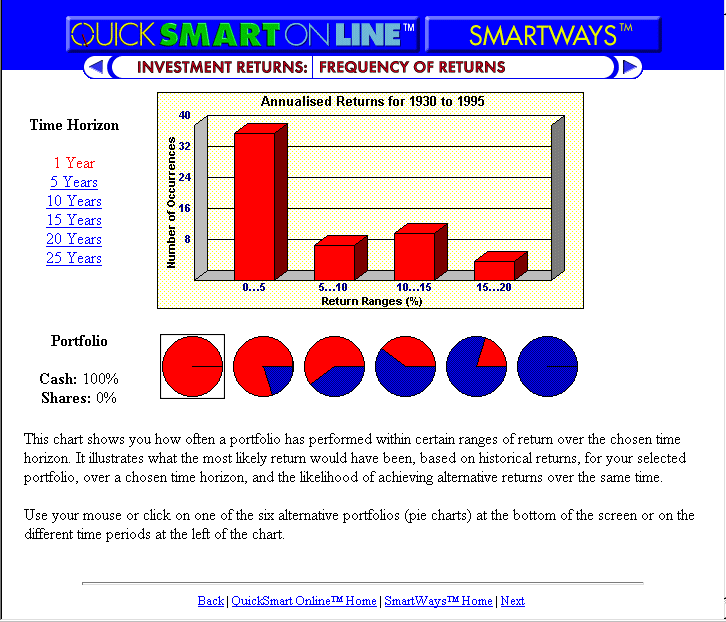 QUICK SMART ON LINE™ SMARTWAYS™
INVESTMENT RETURNS: FREQUENCY OF RETURNS
Annualised Returns for 1930 to 1995
Time Horizon
1 Year
5 Years
10 Years
15 Years
20 Years
25 Years
Number of Occurrences
40
32
24
16
8
0...5 5...10 10...15 15...20
Return Ranges (%)
Portfolio
Cash: 100%
Shares: 0%
This chart shows you how often a portfolio has performed within certain ranges of return over the chosen time
horizon. It illustrates what the most likely return would have been, based on historical returns, for your selected
portfolio, over a chosen time horizon, and the likelihood of achieving alternative returns over the same time.
Use your mouse or click on one of the six alternative portfolios (pie charts) at the bottom of the screen or on the
different time periods at the left of the chart.
Back | QuickSmart Online™ Home | SmartWays™ Home | Next